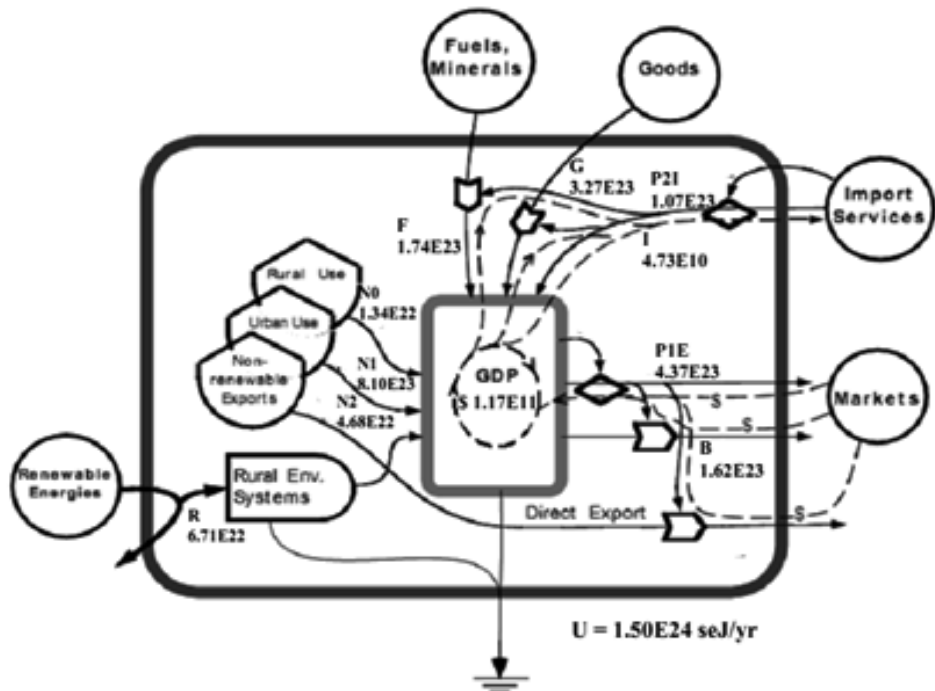 Fuels,
Minerals
Goods
G
3.27E23
P2I
1.07E23
Import
Services
F
1.74E23
I
4.73E10
Rural Use
N0
1.34E22
Urban Use
Non-
renewable
Exports
N1
8.10E23
N2
4.68E22
GDP
$ 1.17E11
P1E
4.37E23
$
$
Markets
B
1.62E23
Renewable
Energies
R
6.71E22
Rural Env.
Systems
Direct Export
$
U = 1.50E24 seJ/yr